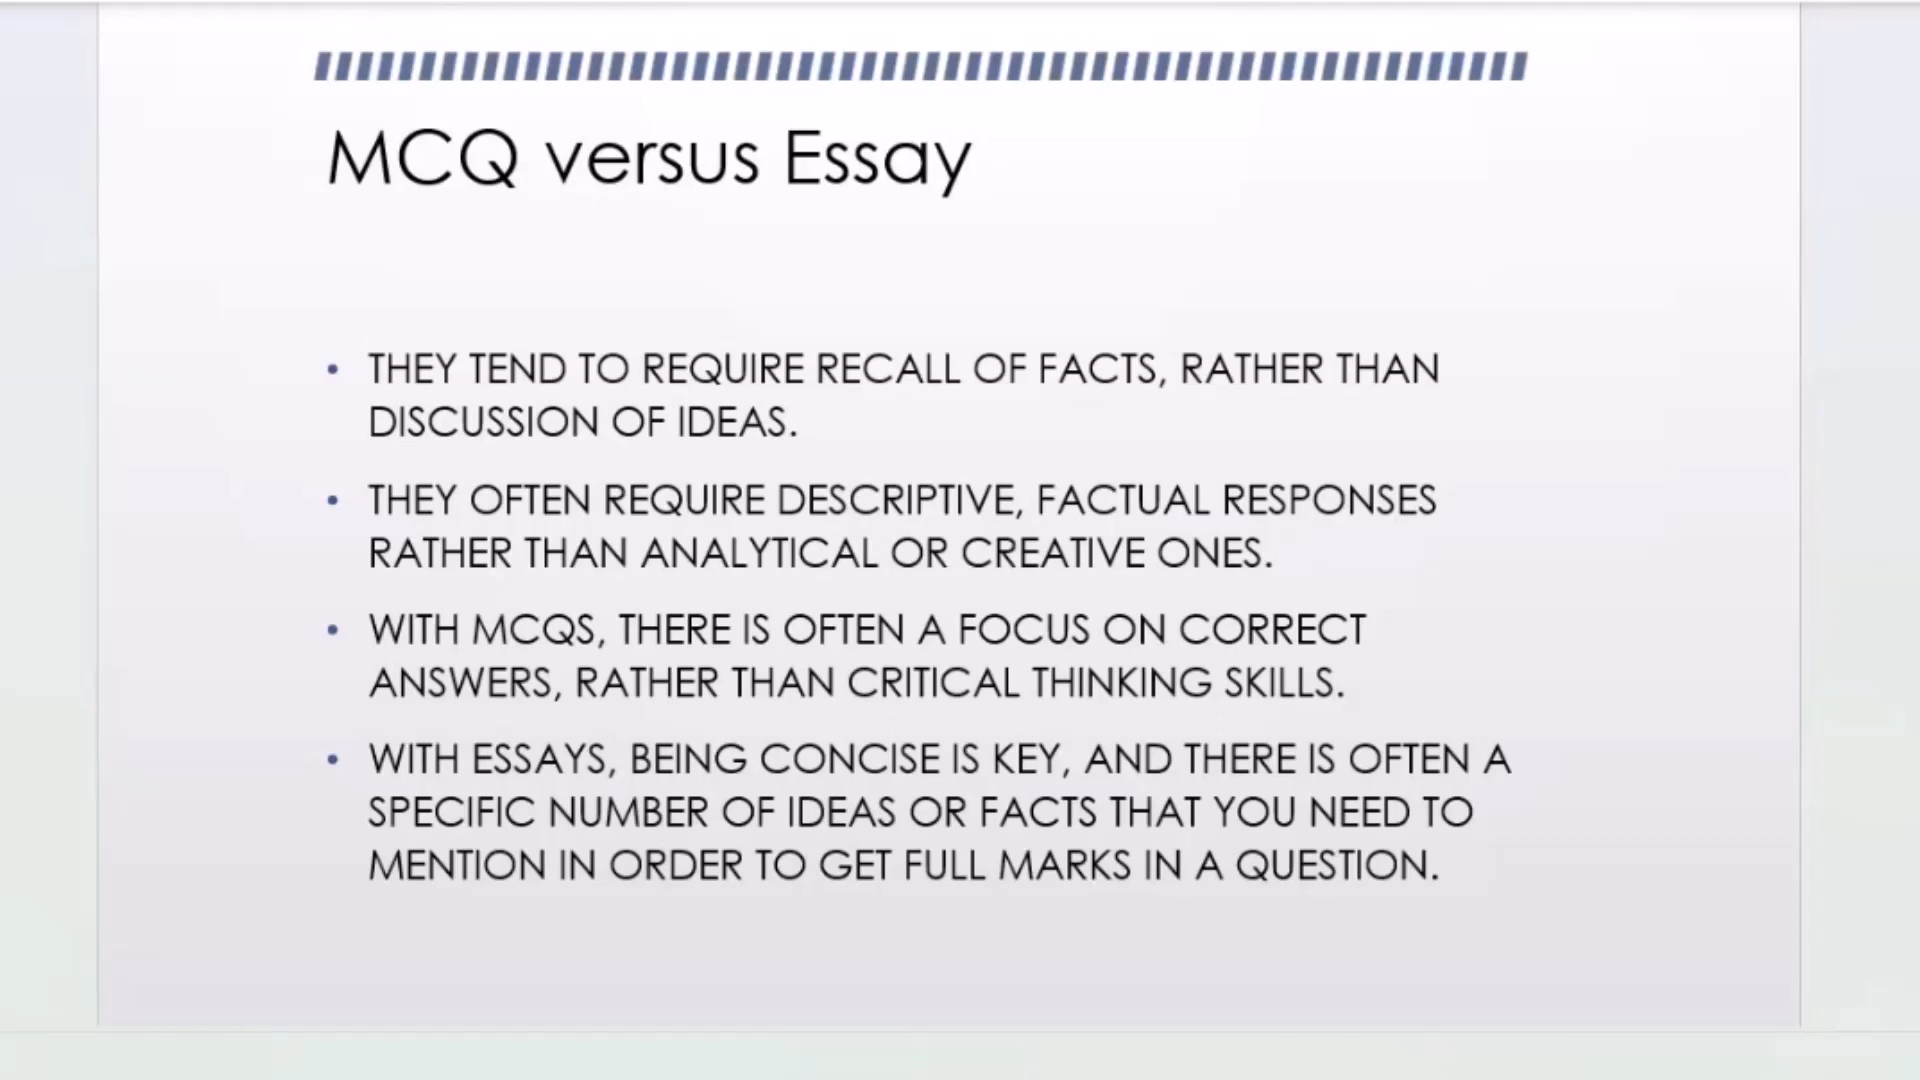 MCQ versus Essay
• THEY TEND TO REQUIRE RECALL OF FACTS, RATHER THAN
DISCUSSION OF IDEAS.
• THEY OFTEN REQUIRE DESCRIPTIVE, FACTUAL RESPONSES
RATHER THAN ANALYTICAL OR CREATIVE ONES.
• WITH MCQS, THERE IS OFTEN A FOCUS ON CORRECT
ANSWERS, RATHER THAN CRITICAL THINKING SKILLS.
• WITH ESSAYS, BEING CONCISE IS KEY, AND THERE IS OFTEN A
SPECIFIC NUMBER OF IDEAS OR FACTS THAT YOU NEED TO
MENTION IN ORDER TO GET FULL MARKS IN A QUESTION.